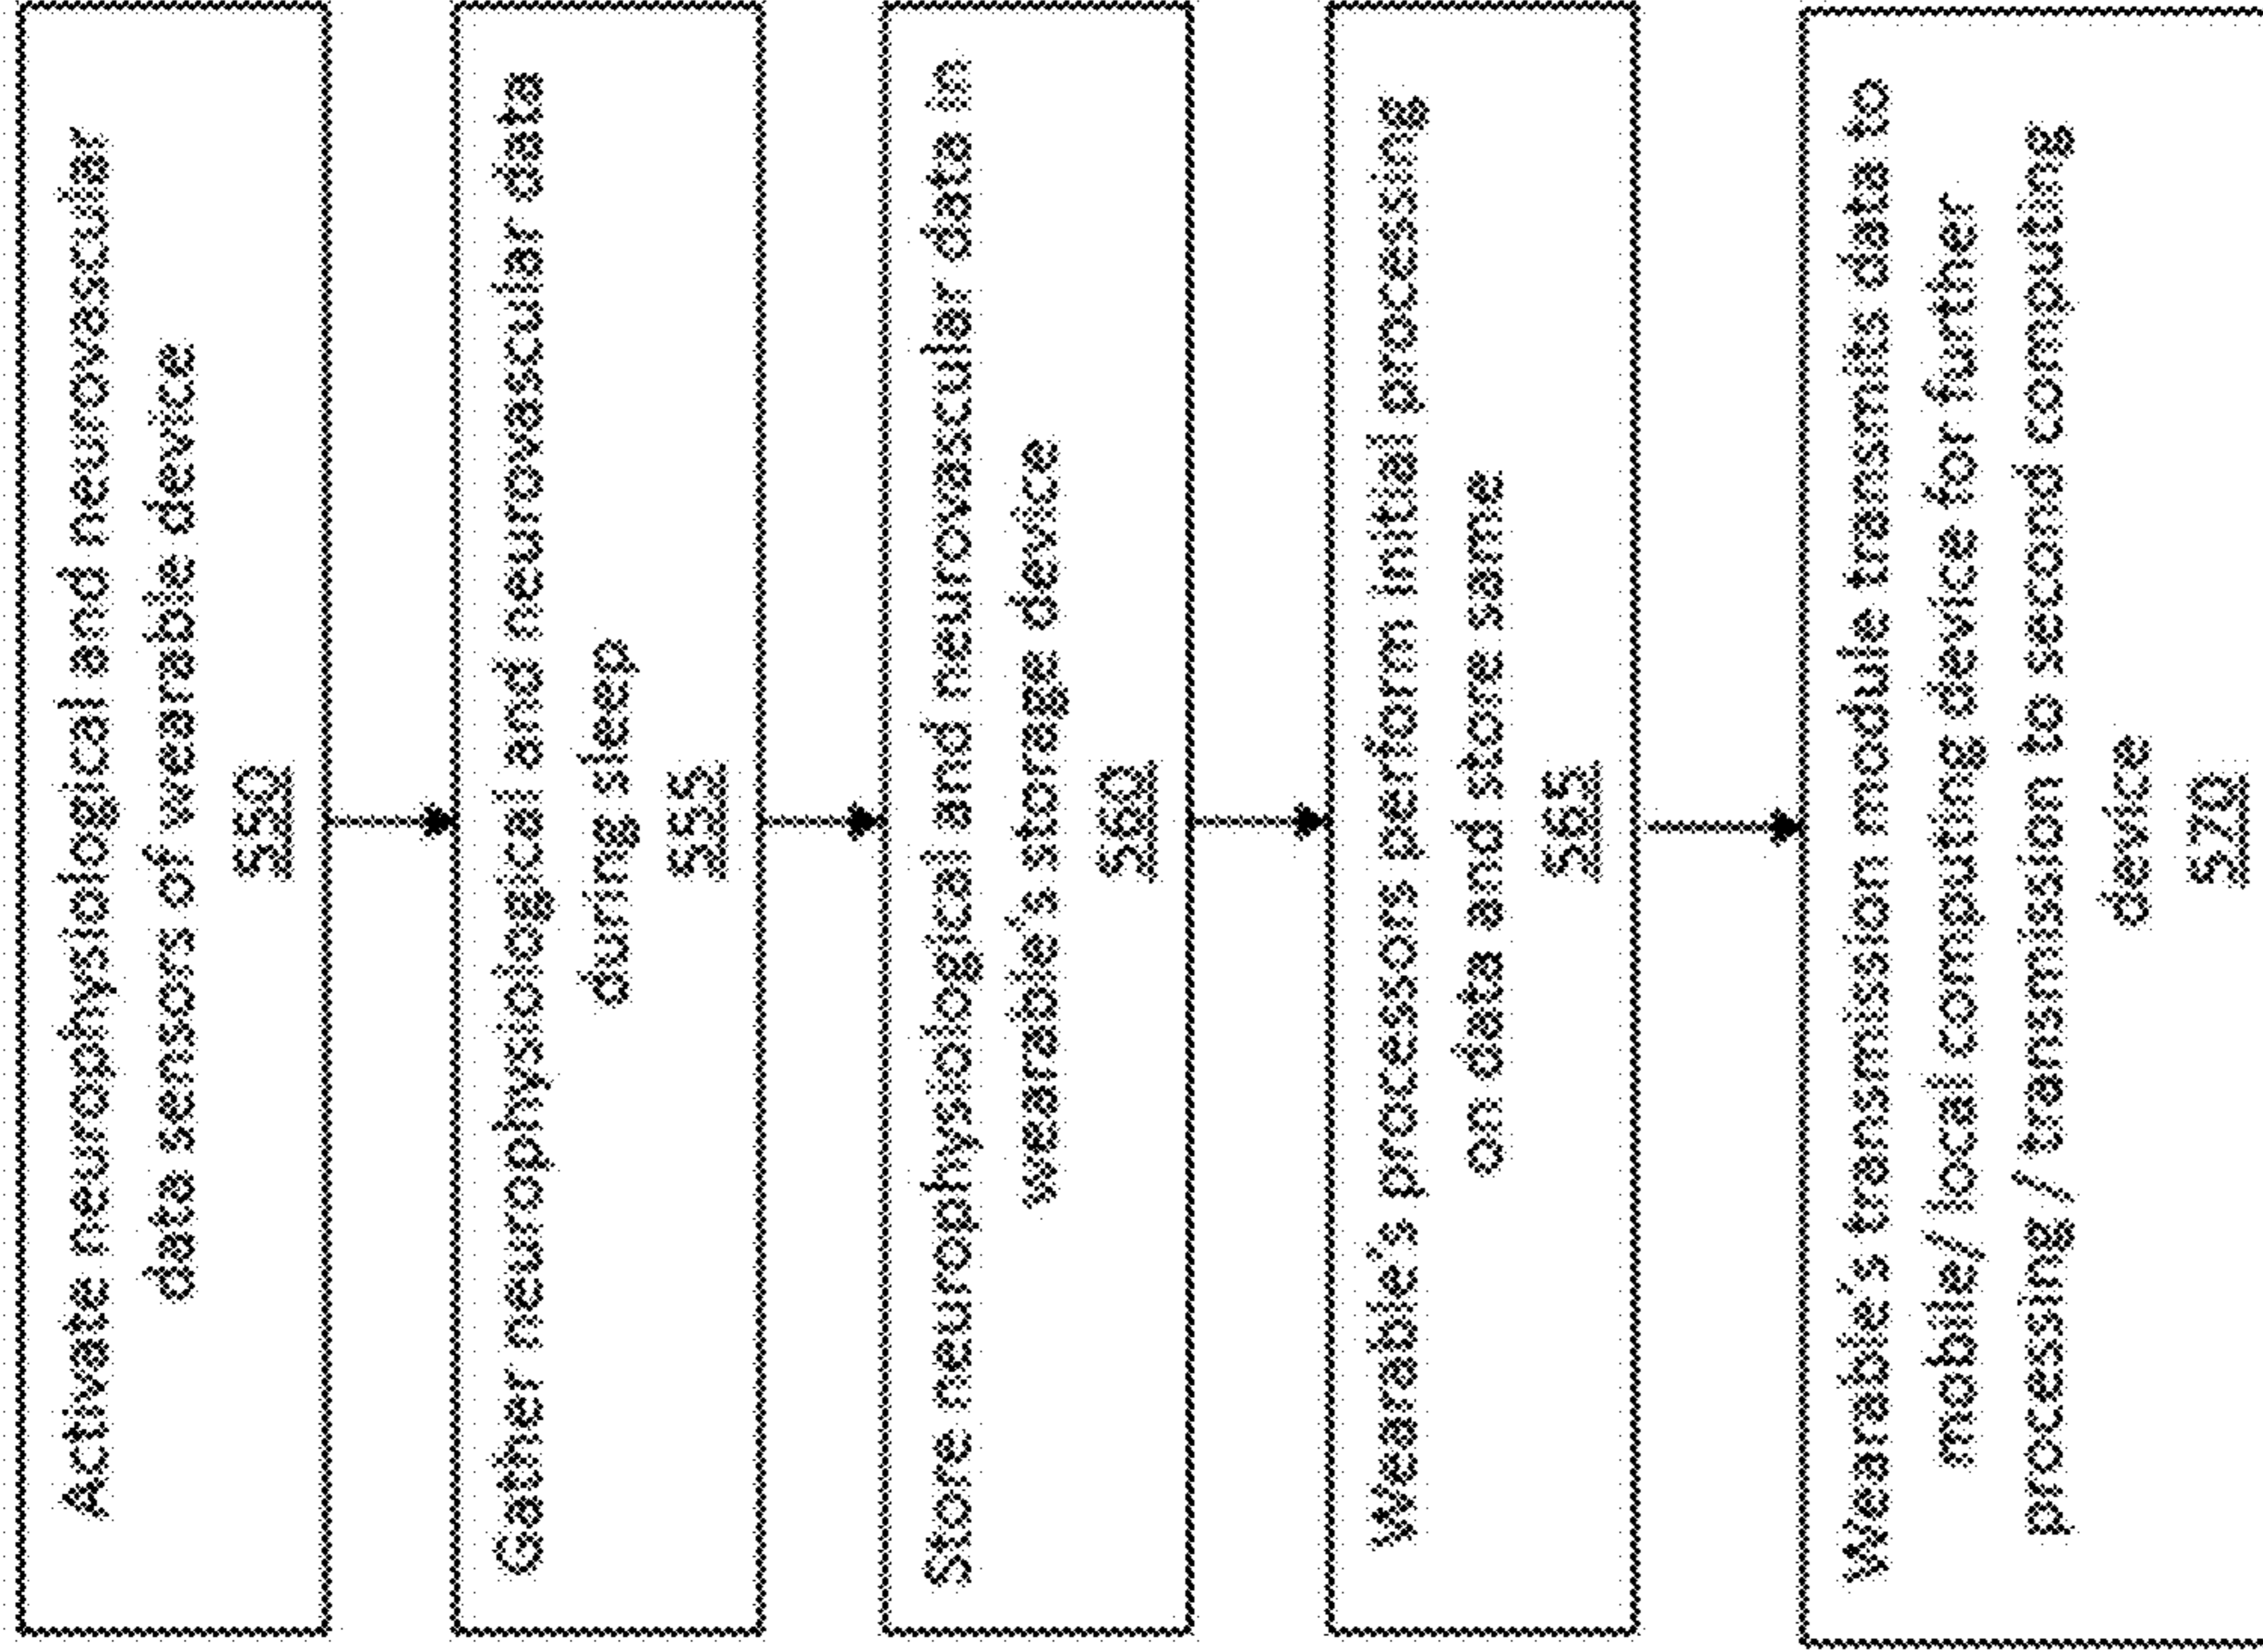 Activate neurophysiological and neurovascular
data sensors of wearable device
550
Gather neurophysiological and neurovascular data
during sleep
555
Store neurophysiological and neurovascular data in
wearable's storage device
560
Wearable's processors perform initial processing
on data and store same
565
Wearable's transmission module transmits data to
mobile/ local computing device for further
processing / transmission to second computing
device
570